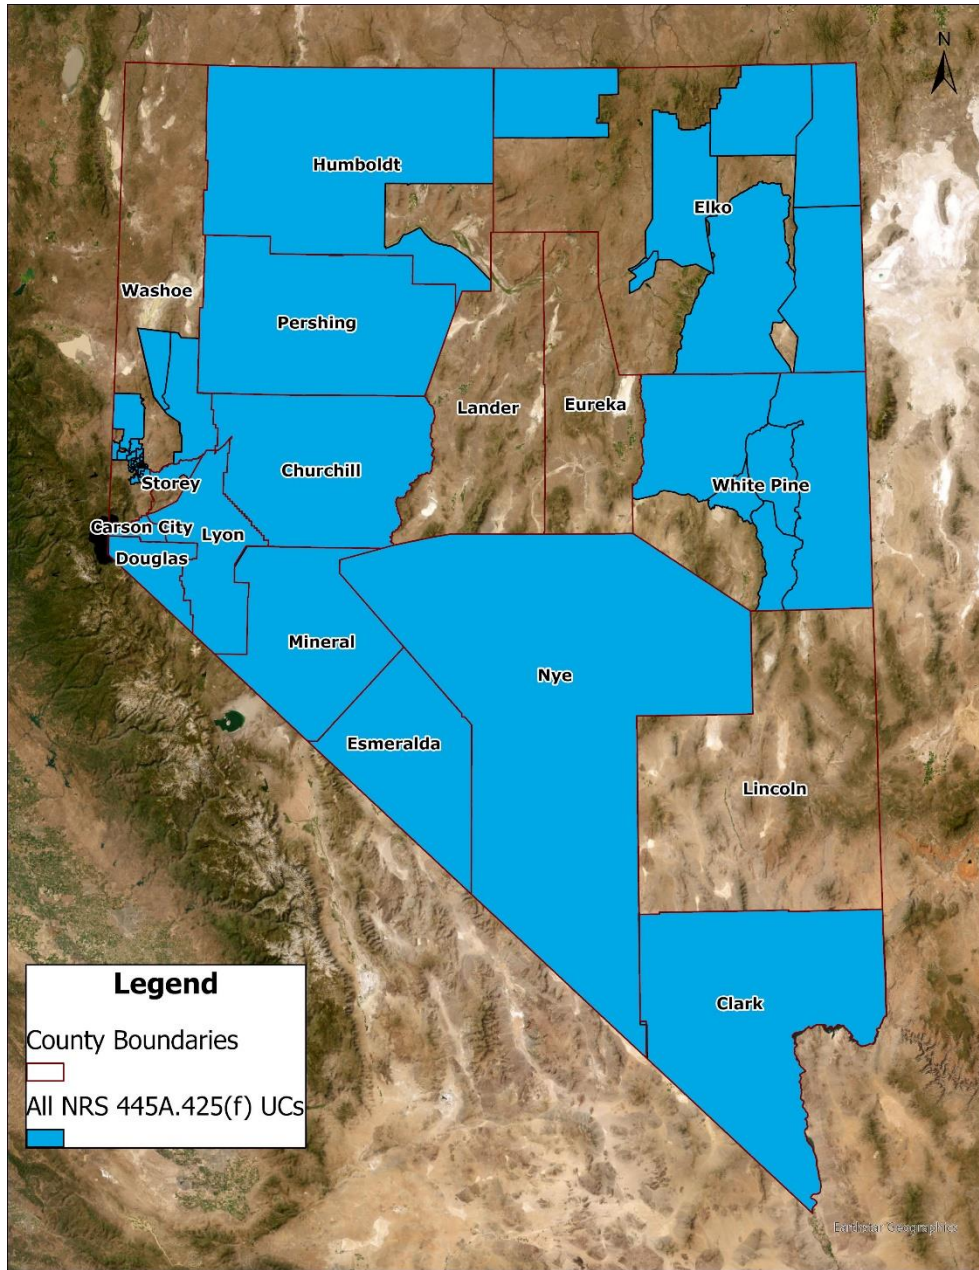 N
Humboldt
Elko
Washoe
Pershing
Lander
Eureka
Churchill
Storey
White Pine
Carson City
Lyon
Douglas
Mineral
Nye
Esmeralda
Lincoln
Clark
Legend
County Boundaries
All NRS 445A.425(f) UCs
Earthstar Geographics